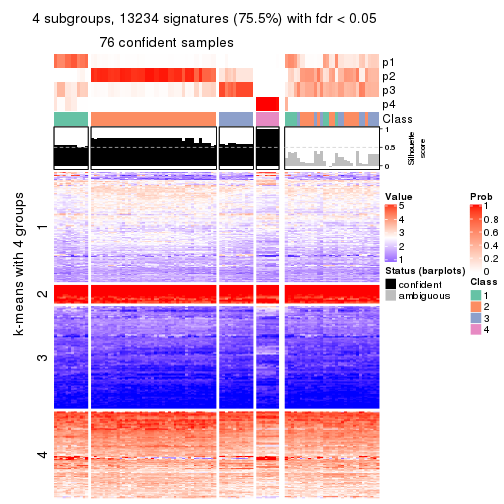 4 subgroups, 13234 signatures (75.5%) with fdr < 0.05
76 confident samples
p1
p2
p3
p4
Class
1
0.5
0
Silhouette
score
k-means with 4 groups
1
2
3
4
Value
5
4
3
2
1
Status (barplots)
confident
ambiguous
Prob
1
0.8
0.6
0.4
0.2
0
Class
1
2
3
4